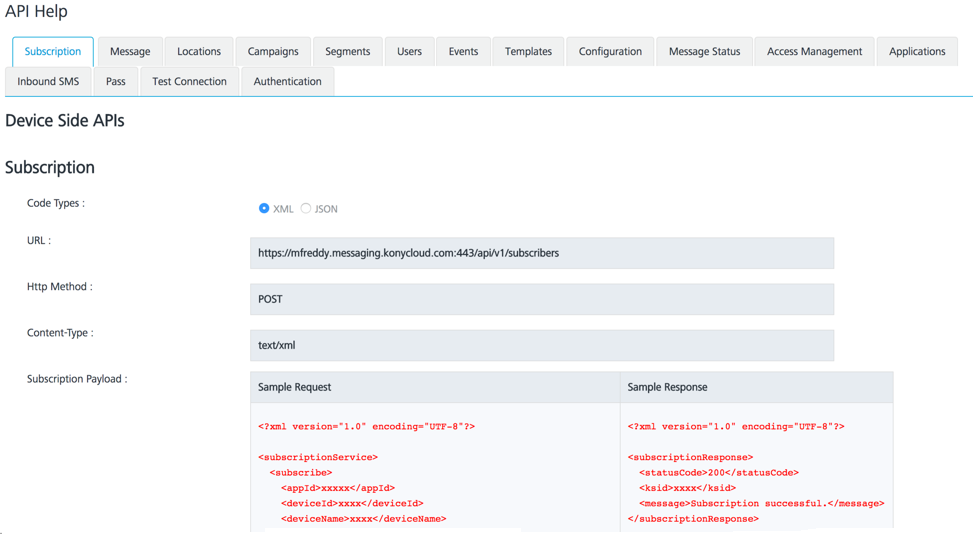 API Help
Subscription Message Locations Campaigns Segments Users Events Templates Configuration Message Status Access Management Applications
Inbound SMS Pass Test Connection Authentication
Device Side APIs
Subscription
Code Types :
XML JSON
URL :
https://mfreddy.messaging.konycloud.com:443/api/v1/subscribers
Http Method :
POST
Content-Type :
text/xml
Subscription Payload :
Sample Request Sample Response
<?xml version="1.0" encoding="UTF-8"?> <?xml version="1.0" encoding="UTF-8"?>
<subscriptionService> <subscriptionResponse>
<subscribe> <statusCode>200</statusCode>
<appId>xxxxx</appId> <ksid>xxxx</ksid>
<deviceId>xxxx</deviceId> <message>Subscription successful.</message>
<deviceName>xxxx</deviceName> </subscriptionResponse>